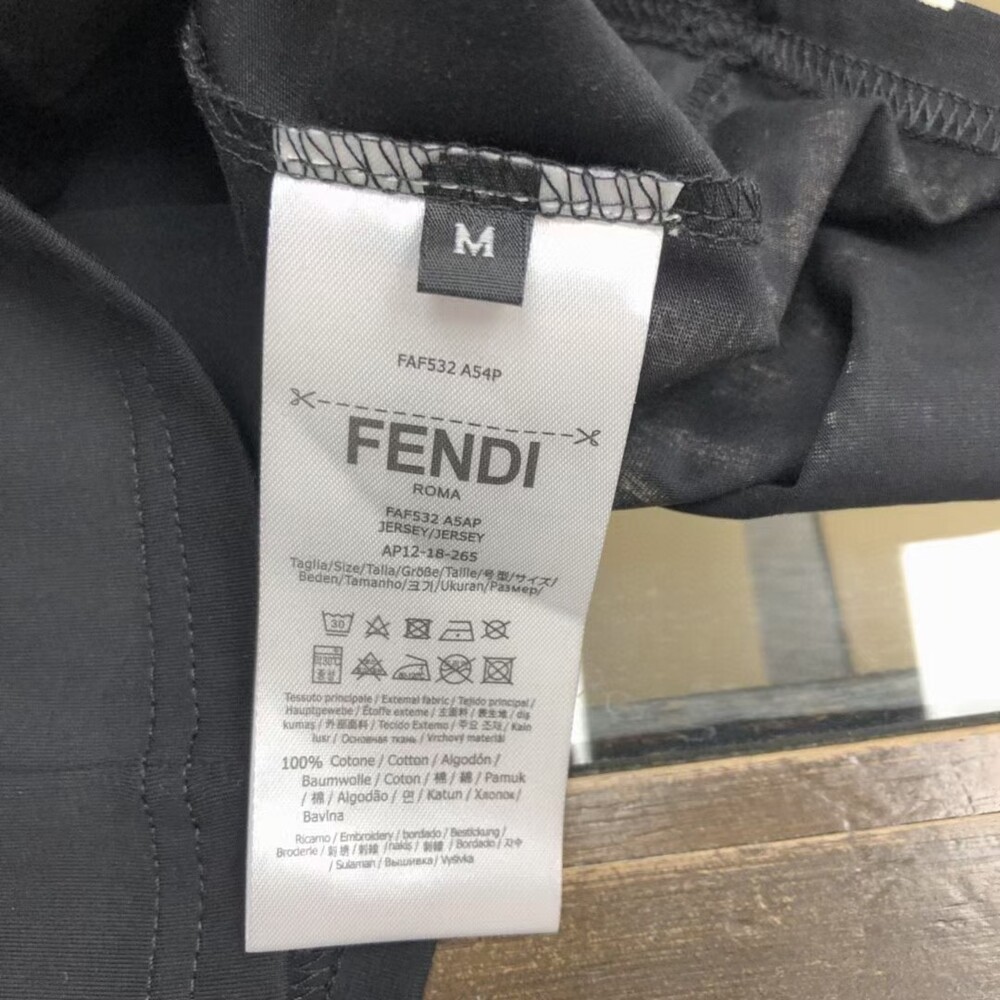 M
FAF532 A54P
FENDI
ROMA
FAF532 A5AP
JERSEY/JERSEY
AP12-18-265
Taglia/Size/Talla/Größe/Taille/号型/サイズ/
Beden/Tamanho/크기/Ukuran/Размер/
30
Tessuto principale / External fabric / Tejido principal /
Hauptgewebe / Étoffe externe / 主面料 / 表生地 / dış
kumaş / 外部面料 / Tecido Externo / 주요 조재 / Kain
luar / Основная ткань / Vrchový materiál
100% Cotone / Cotton / Algodón /
Baumwolle / Coton / 棉 / 綿 / Pamuk
/ 棉 / Algodão / 면 / Katun / Хлопок /
Bavlna
Ricamo / Embroidery / bordado / Bestickung /
Broderie / 刺绣 / 刺繍 / nakış / 刺繡 / Bordado / 자수
/ Sulaman / Вышивка / Vyšivka